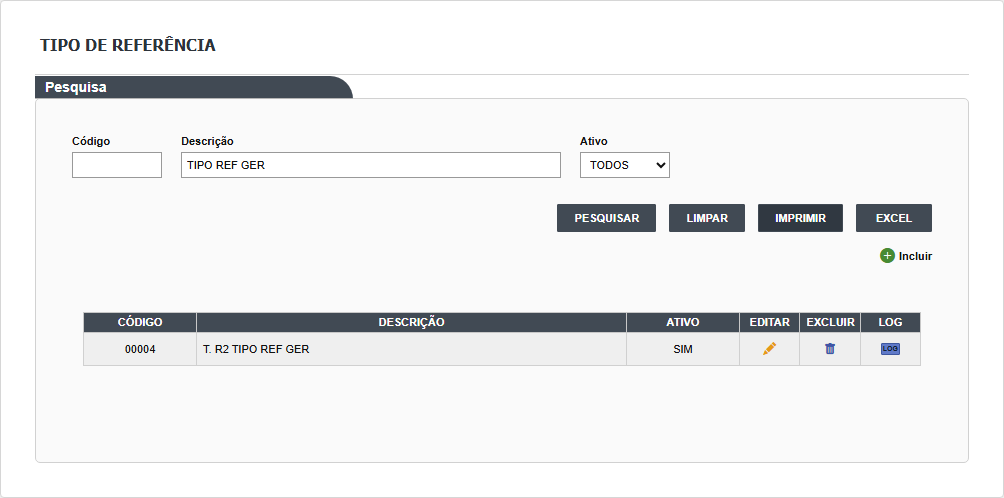 TIPO DE REFERÊNCIA
Pesquisa
Código Descrição Ativo
TIPO REF GER TODOS
PESQUISAR LIMPAR IMPRIMIR EXCEL
Incluir
CÓDIGO DESCRIÇÃO ATIVO EDITAR EXCLUIR LOG
00004 T. R2 TIPO REF GER SIM LOG